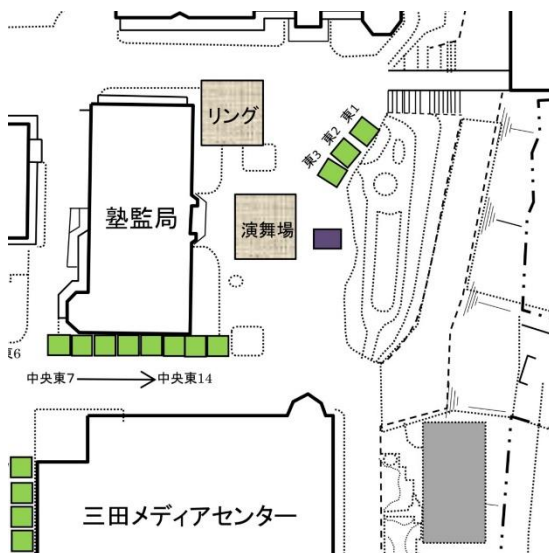 リング
東1
東2
東3
塾監局
演舞場
東6
中央東7
中央東14
三田メディアセンター